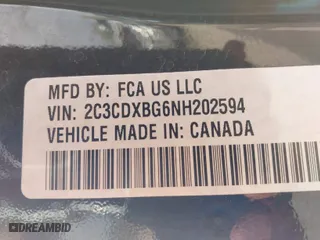 MFD BY: FCA US LLC
VIN: 2C3CDXBG6NH202594
VEHICLE MADE IN: CANADA
DREAMBID